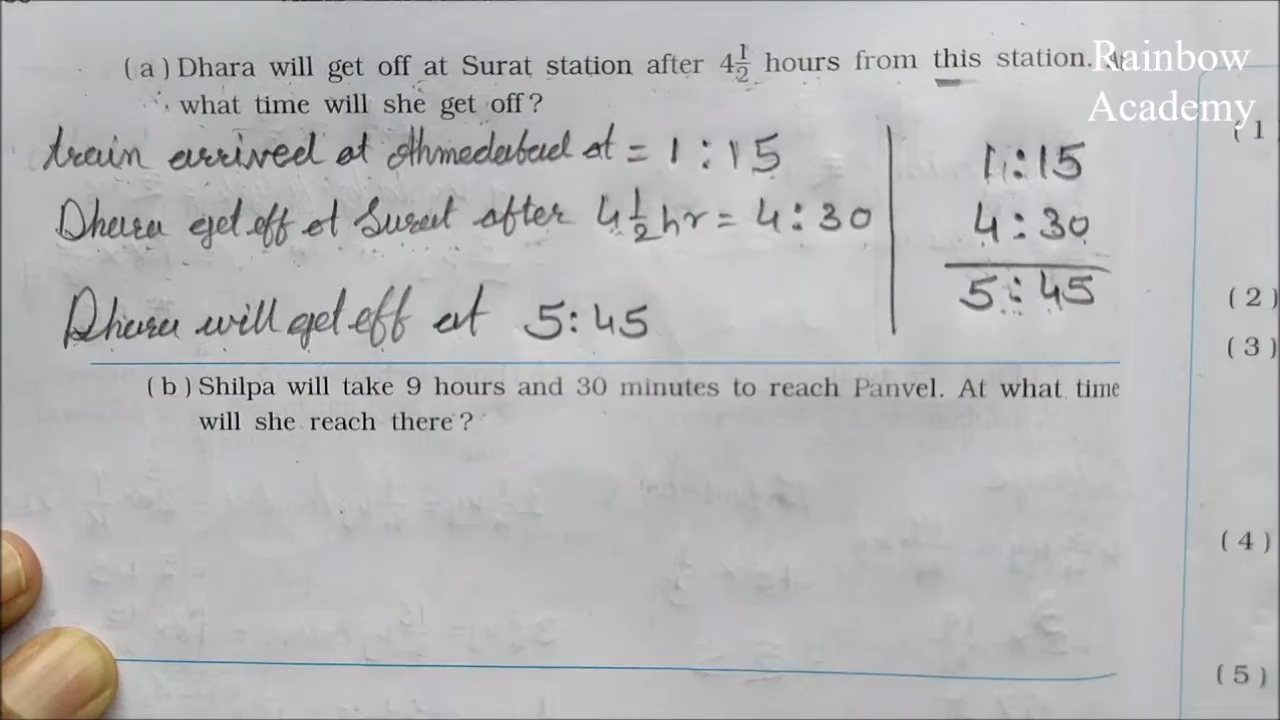 (a) Dhara will get off at Surat station after 4½ hours from this station. At
what time will she get off?
Rainbow
Academy
train arrived at Ahmedabad at = 1:15
1:15
Dhara get off at Surat after 4½ hr = 4:30
4:30
5:45
Dhara will get off at 5:45
(b) Shilpa will take 9 hours and 30 minutes to reach Panvel. At what time
will she reach there?
(1
(2)
(3)
(4)
(5)